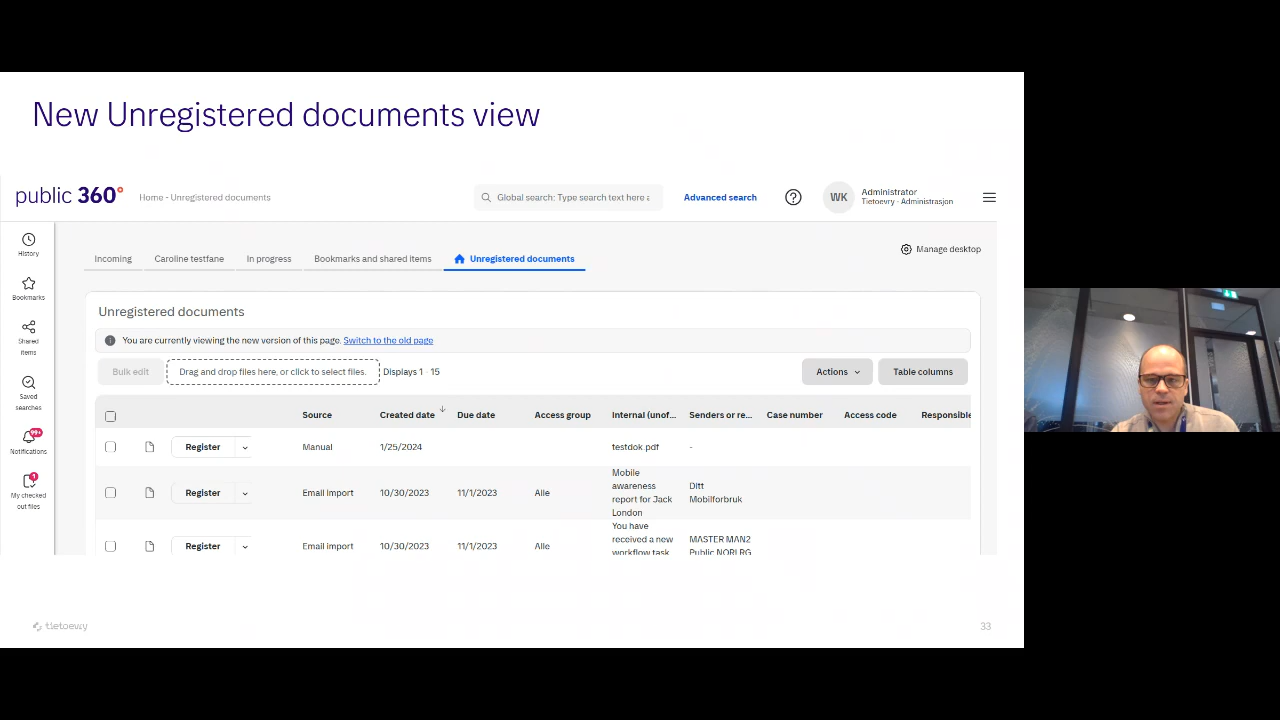 New Unregistered documents view
public 360°
Home - Unregistered documents
Global search: Type search text here a
Advanced search
WK
Administrator
Tietoevry - Administrasjon
History
Bookmarks
Shared
items
Saved
searches
99+
Notifications
1
My checked
out files
Manage desktop
Incoming
Caroline testfane
In progress
Bookmarks and shared items
Unregistered documents
Unregistered documents
You are currently viewing the new version of this page. Switch to the old page
Bulk edit
Drag and drop files here, or click to select files.
Displays 1 - 15
Actions
Table columns
Source Created date Due date Access group Internal (unof... Senders or re... Case number Access code Responsible
Register Manual 1/25/2024 testdok.pdf -
Register Email Import 10/30/2023 11/1/2023 Alle
Mobile
awareness
report for Jack
London
Ditt
Mobilforbruk
Register Email import 10/30/2023 11/1/2023 Alle
You have
received a new
workflow task
MASTER MAN2
Public NORLRG
tietoevry
33